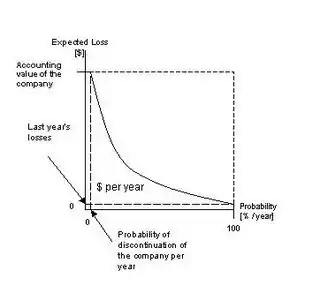 Expected Loss
[$]
Accounting
value of the
company
Last year's
losses
$ per year
0
Probability
[% /year]
0
100
Probability of
discontinuation of
the company per
year